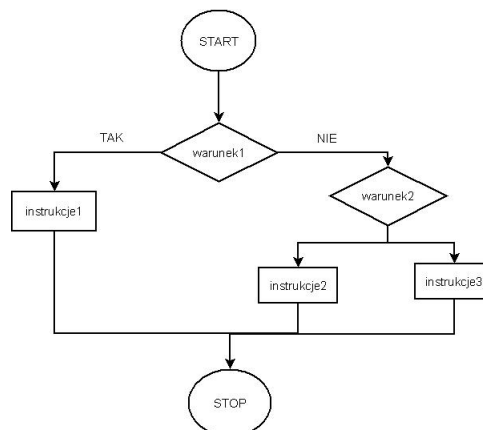 START
TAK
NIE
warunek1
warunek2
instrukcje1
instrukcje2
instrukcje3
STOP